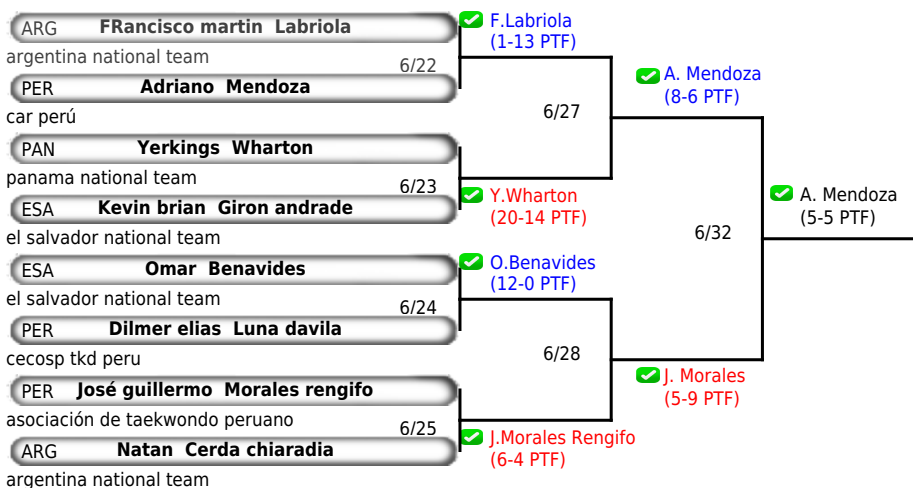 ARG FRancisco martin Labriola
argentina national team
6/22
PER Adriano Mendoza
car perú
PAN Yerkings Wharton
panama national team
6/23
ESA Kevin brian Giron andrade
el salvador national team
ESA Omar Benavides
el salvador national team
6/24
PER Dilmer elias Luna davila
cecosp tkd peru
PER José guillermo Morales rengifo
asociación de taekwondo peruano
6/25
ARG Natan Cerda chiaradia
argentina national team
F.Labriola
(1-13 PTF)
6/27
Y.Wharton
(20-14 PTF)
O.Benavides
(12-0 PTF)
6/28
J.Morales Rengifo
(6-4 PTF)
A. Mendoza
(8-6 PTF)
6/32
J. Morales
(5-9 PTF)
A. Mendoza
(5-5 PTF)